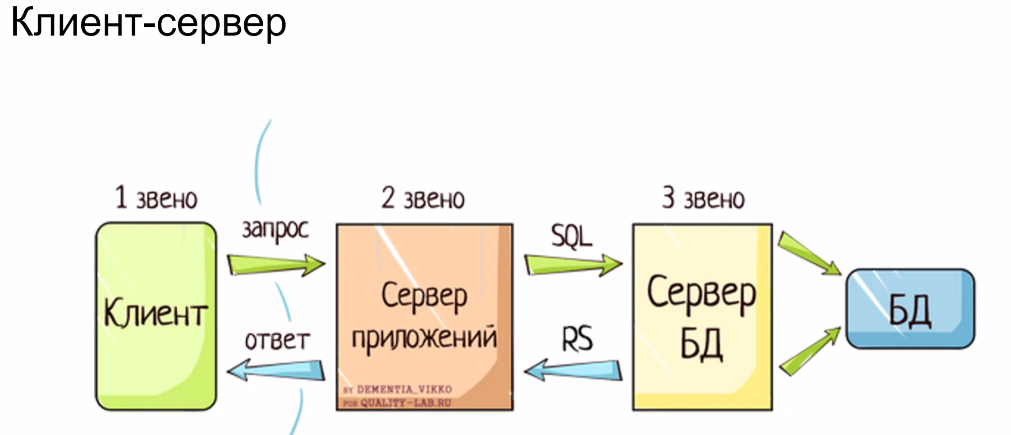 Клиент-сервер
1 звено
2 звено
3 звено
запрос
SQL
Клиент
Сервер
приложений
Сервер
БД
БД
ответ
RS
BY DEMENTIA_VIKKO
FOR QUALITY-LAB.RU